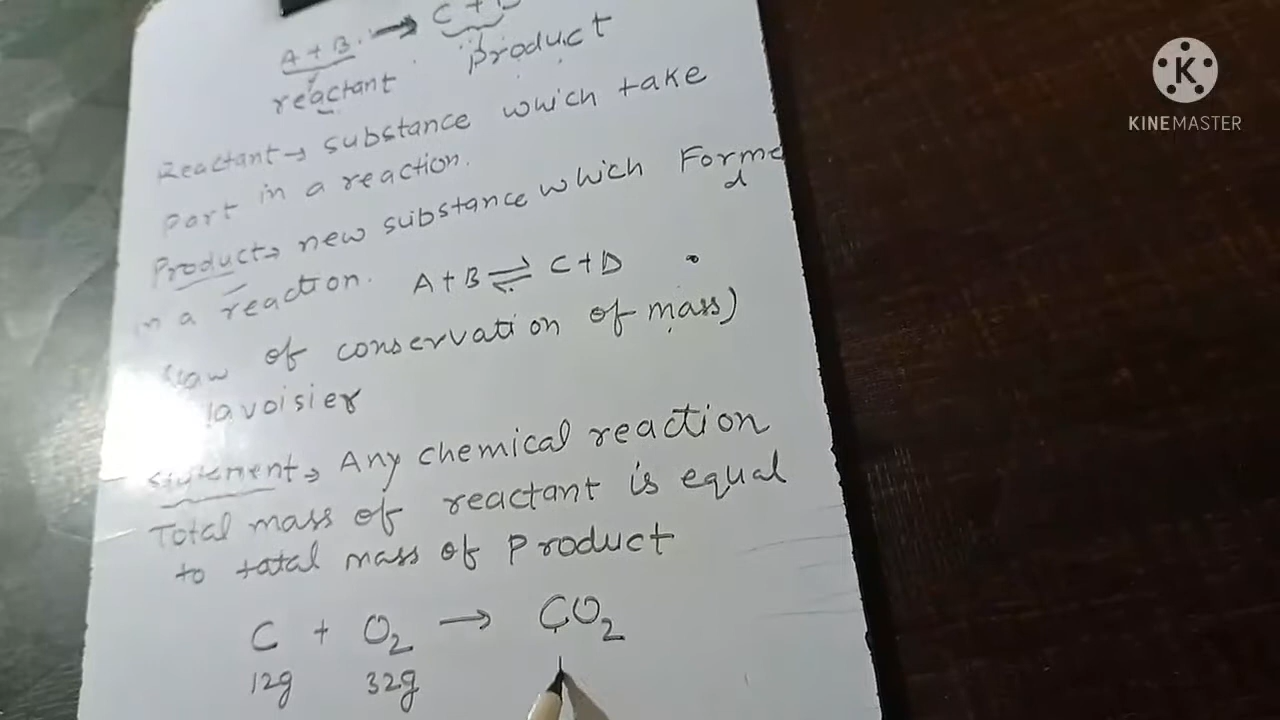 A + B → C +
reactant product
Reactant → substance which take
part in a reaction.
Product → new substance which Forme
d
in a reaction. A + B ⇌ C + D
(Law of conservation of mass)
lavoisier
Statement → Any chemical reaction
Total mass of reactant is equal
to tatal mass of Product
C + O₂ → CO₂
12g 32g
K
KINEMASTER